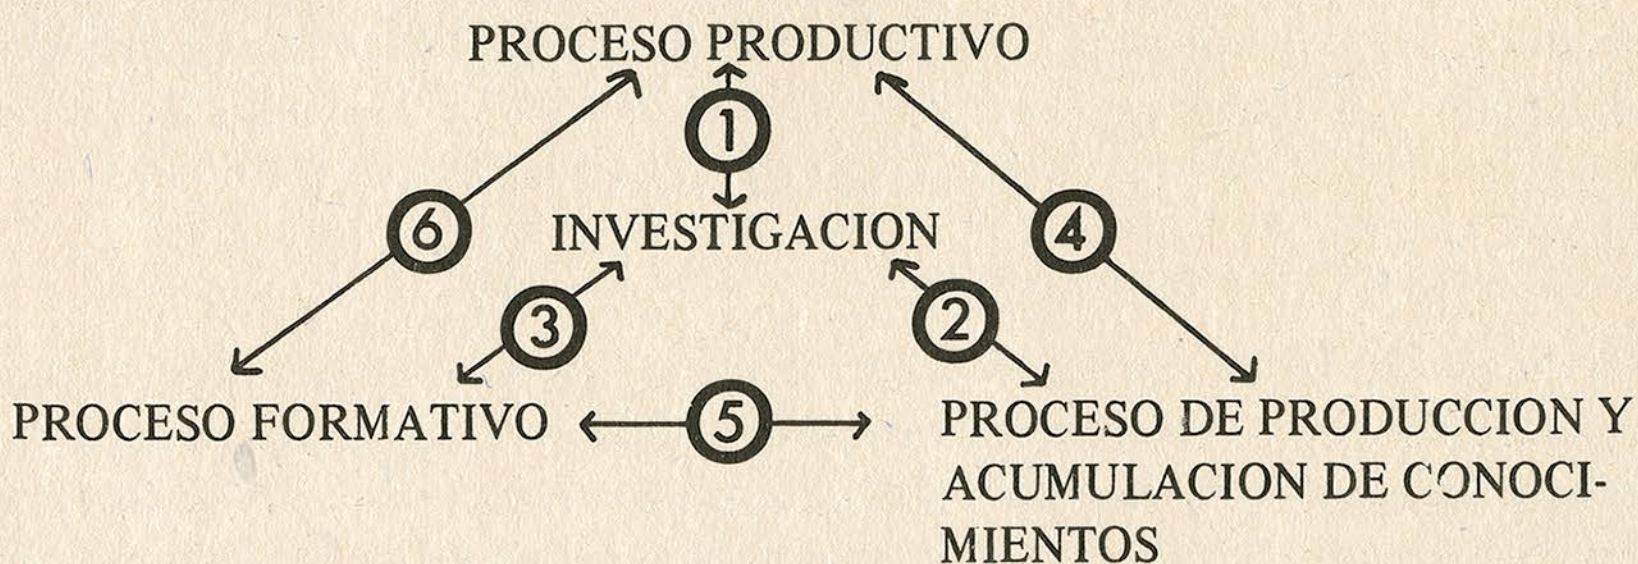 PROCESO PRODUCTIVO
1
6
INVESTIGACION
4
3
2
PROCESO FORMATIVO
5
PROCESO DE PRODUCCION Y
ACUMULACION DE CONOCI-
MIENTOS